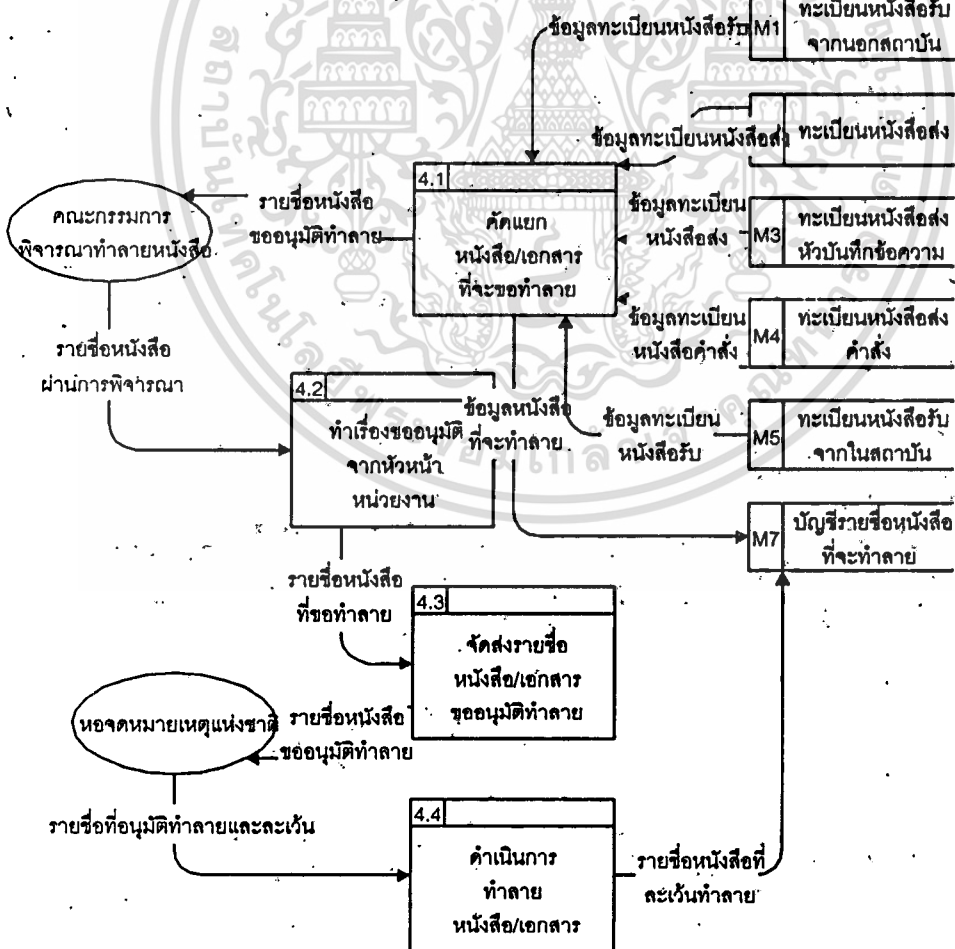 ข้อมูลทะเบียนหนังสือรับ
M1
ทะเบียนหนังสือรับ
จากนอกสถาบัน
ข้อมูลทะเบียนหนังสือส่ง
ทะเบียนหนังสือส่ง
4.1
คัดแยก
หนังสือ/เอกสาร
ที่จะขอทำลาย
คณะกรรมการ
พิจารณาทำลายหนังสือ
รายชื่อหนังสือ
ขออนุมัติทำลาย
ข้อมูลทะเบียน
หนังสือส่ง
M3
ทะเบียนหนังสือส่ง
หัวบันทึกข้อความ
ข้อมูลทะเบียน
หนังสือคำสั่ง
M4
ทะเบียนหนังสือส่ง
คำสั่ง
รายชื่อหนังสือ
ผ่านการพิจารณา
4.2
ทำเรื่องขออนุมัติ
จากหัวหน้า
หน่วยงาน
ข้อมูลหนังสือ
ที่จะทำลาย
ข้อมูลทะเบียน
หนังสือรับ
M5
ทะเบียนหนังสือรับ
จากในสถาบัน
M7
บัญชีรายชื่อหนังสือ
ที่จะทำลาย
รายชื่อหนังสือ
ที่ขอทำลาย
4.3
จัดส่งรายชื่อ
หนังสือ/เอกสาร
ขออนุมัติทำลาย
หอจดหมายเหตุแห่งชาติ
รายชื่อหนังสือ
ขออนุมัติทำลาย
รายชื่อที่อนุมัติทำลายและละเว้น
4.4
ดำเนินการ
ทำลาย
หนังสือ/เอกสาร
รายชื่อหนังสือที่
ละเว้นทำลาย